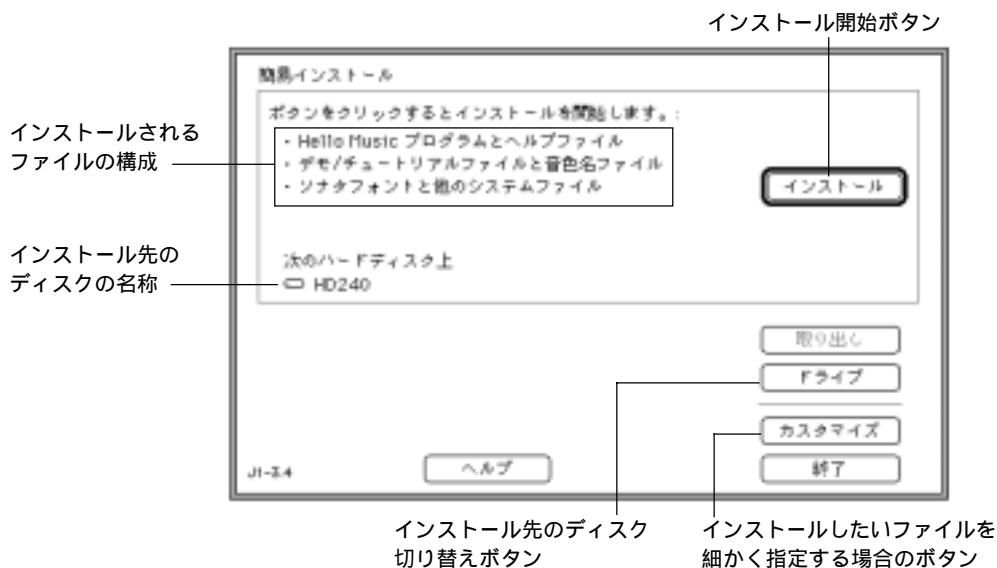 インストール開始ボタン
簡易インストール
ボタンをクリックするとインストールを開始します。:
インストールされる
ファイルの構成
・Hello Music プログラムとヘルプファイル
・デモ/チュートリアルファイルと音色名ファイル
・ソナタフォントと他のシステムファイル
インストール
インストール先の
ディスクの名称
次のハードディスク上
HD240
取り出し
ドライブ
カスタマイズ
J1-3.4
ヘルプ
終了
インストール先のディスク
切り替えボタン
インストールしたいファイルを
細かく指定する場合のボタン